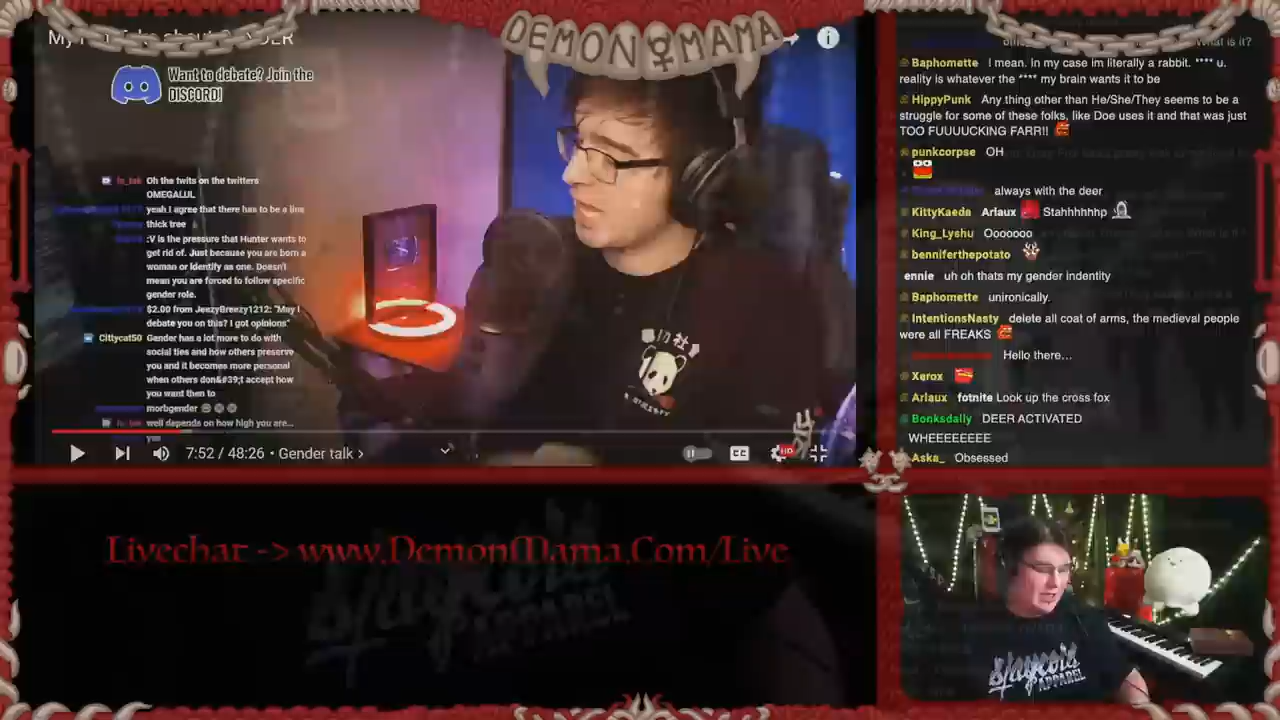 DEMON MAMA
Want to debate? Join the
DISCORD!
Oh the twits on the twitters
OMEGALUL
yeah I agree that there has to be a line
thick tree
:V is the pressure that Hunter wants to
get rid of. Just because you are born a
woman or identify as one. Doesn't
mean you are forced to follow specific
gender role.
$2.00 from JeezyBreezy1212: "May I
debate you on this? I got opinions"
Cittycat50 Gender has a lot more to do with
social ties and how others preserve
you and it becomes more personal
when others don&#39;t accept how
you want then to
morbgender
well depends on how high you are...
7:52 / 48:26 • Gender talk ›
CC
HD
What is it?
Baphomette I mean. In my case im literally a rabbit. **** u.
reality is whatever the **** my brain wants it to be
HippyPunk Any thing other than He/She/They seems to be a
struggle for some of these folks, like Doe uses it and that was just
TOO FUUUUCKING FARR!!
punkcorpse OH
always with the deer
KittyKaeda Arlaux Stahhhhhhp
King_Lyshu Ooooooo
benniferthepotato
ennie uh oh thats my gender indentity
Baphomette unironically.
IntentionsNasty delete all coat of arms, the medieval people
were all FREAKS
Hello there...
Xerox
Arlaux fotnite Look up the cross fox
Bonksdally DEER ACTIVATED
WHEEEEEEEE
Aska_ Obsessed
Livechat -> www.DemonMama.Com/Live
APPAREL
APPAREL